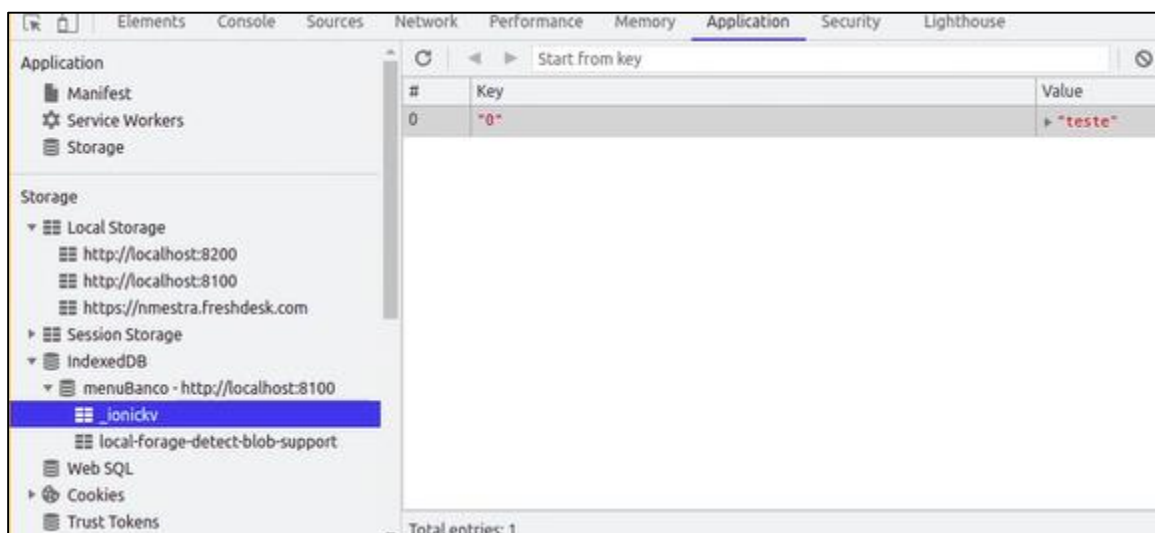 Elements Console Sources Network Performance Memory Application Security Lighthouse
Application
Manifest
Service Workers
Storage
Storage
Local Storage
http://localhost:8200
http://localhost:8100
https://nmestra.freshdesk.com
Session Storage
IndexedDB
menuBanco - http://localhost:8100
_ionickv
local-forage-detect-blob-support
Web SQL
Cookies
Trust Tokens
Start from key
# Key Value
0 "0" "teste"
Total entries: 1